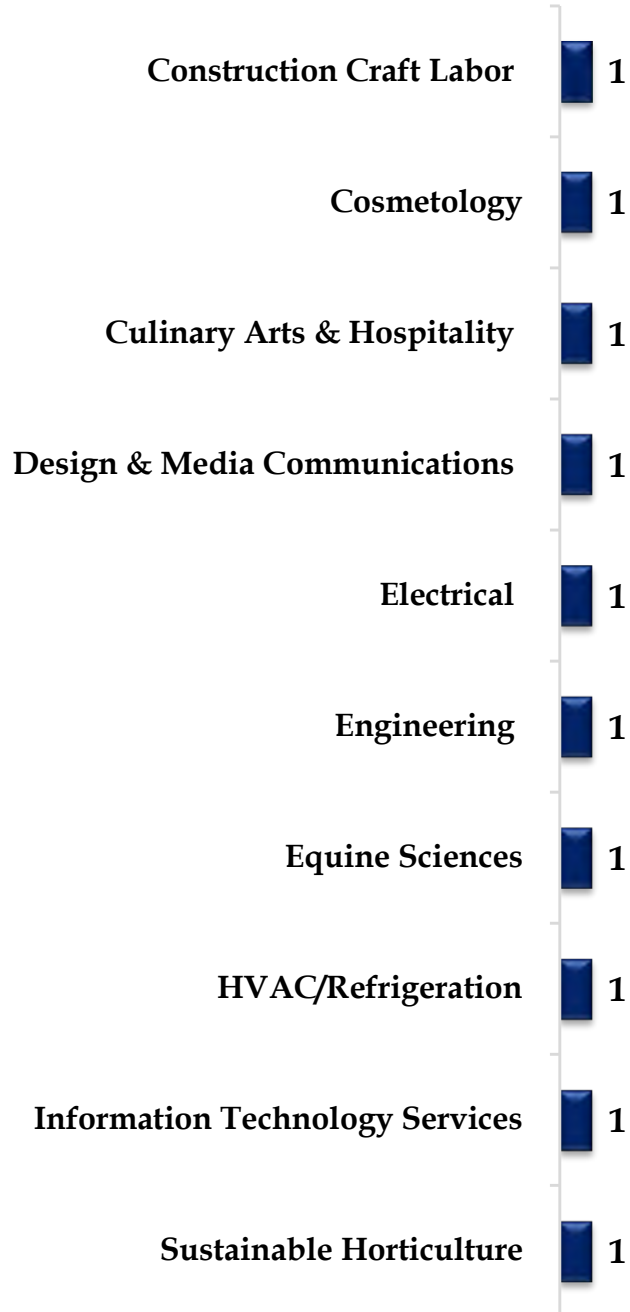 Construction Craft Labor 1
Cosmetology 1
Culinary Arts & Hospitality 1
Design & Media Communications 1
Electrical 1
Engineering 1
Equine Sciences 1
HVAC/Refrigeration 1
Information Technology Services 1
Sustainable Horticulture 1